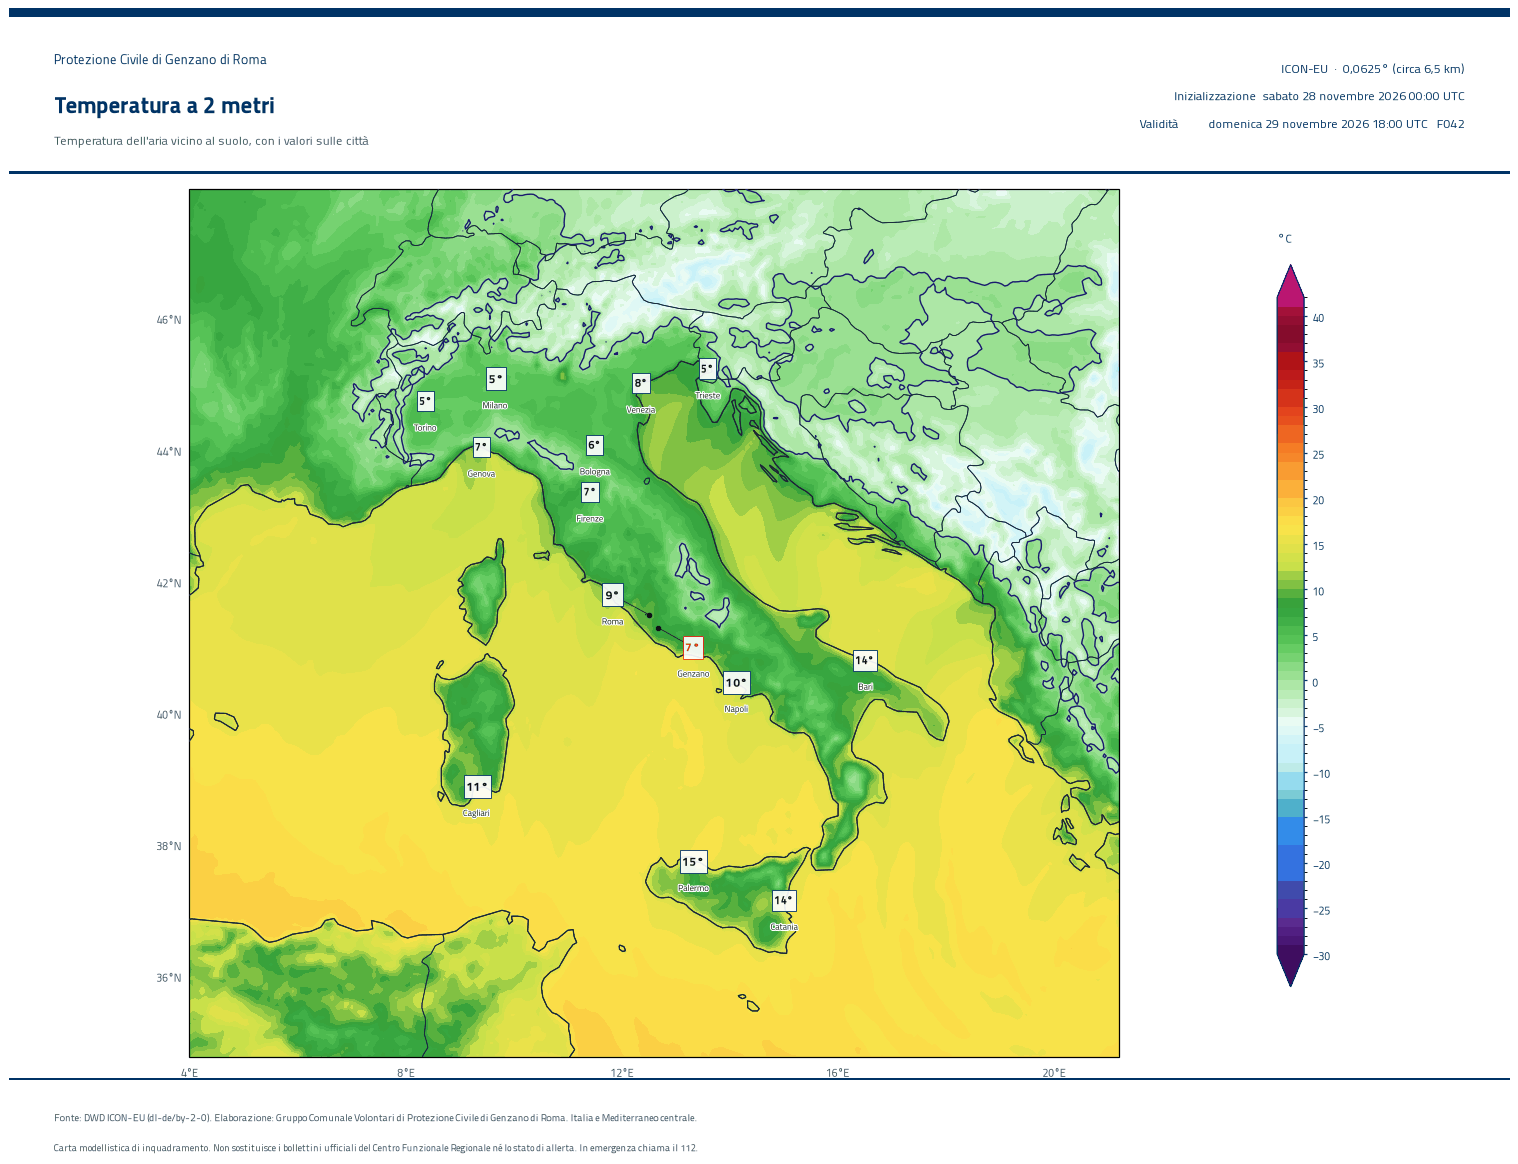 Protezione Civile di Genzano di Roma
Temperatura a 2 metri
Temperatura dell'aria vicino al suolo, con i valori sulle città
ICON-EU · 0,0625° (circa 6,5 km)
Inizializzazione sabato 28 novembre 2026 00:00 UTC
Validità domenica 29 novembre 2026 18:00 UTC F042
°C
40
35
30
25
20
15
10
5
0
−5
−10
−15
−20
−25
−30
46°N
44°N
42°N
40°N
38°N
36°N
4°E
8°E
12°E
16°E
20°E
5°
Torino
5°
Milano
8°
Venezia
5°
Trieste
7°
Genova
6°
Bologna
7°
Firenze
9°
Roma
7°
Genzano
10°
Napoli
14°
Bari
11°
Cagliari
15°
Palermo
14°
Catania
Fonte: DWD ICON-EU (dl-de/by-2-0). Elaborazione: Gruppo Comunale Volontari di Protezione Civile di Genzano di Roma. Italia e Mediterraneo centrale.
Carta modellistica di inquadramento. Non sostituisce i bollettini ufficiali del Centro Funzionale Regionale né lo stato di allerta. In emergenza chiama il 112.